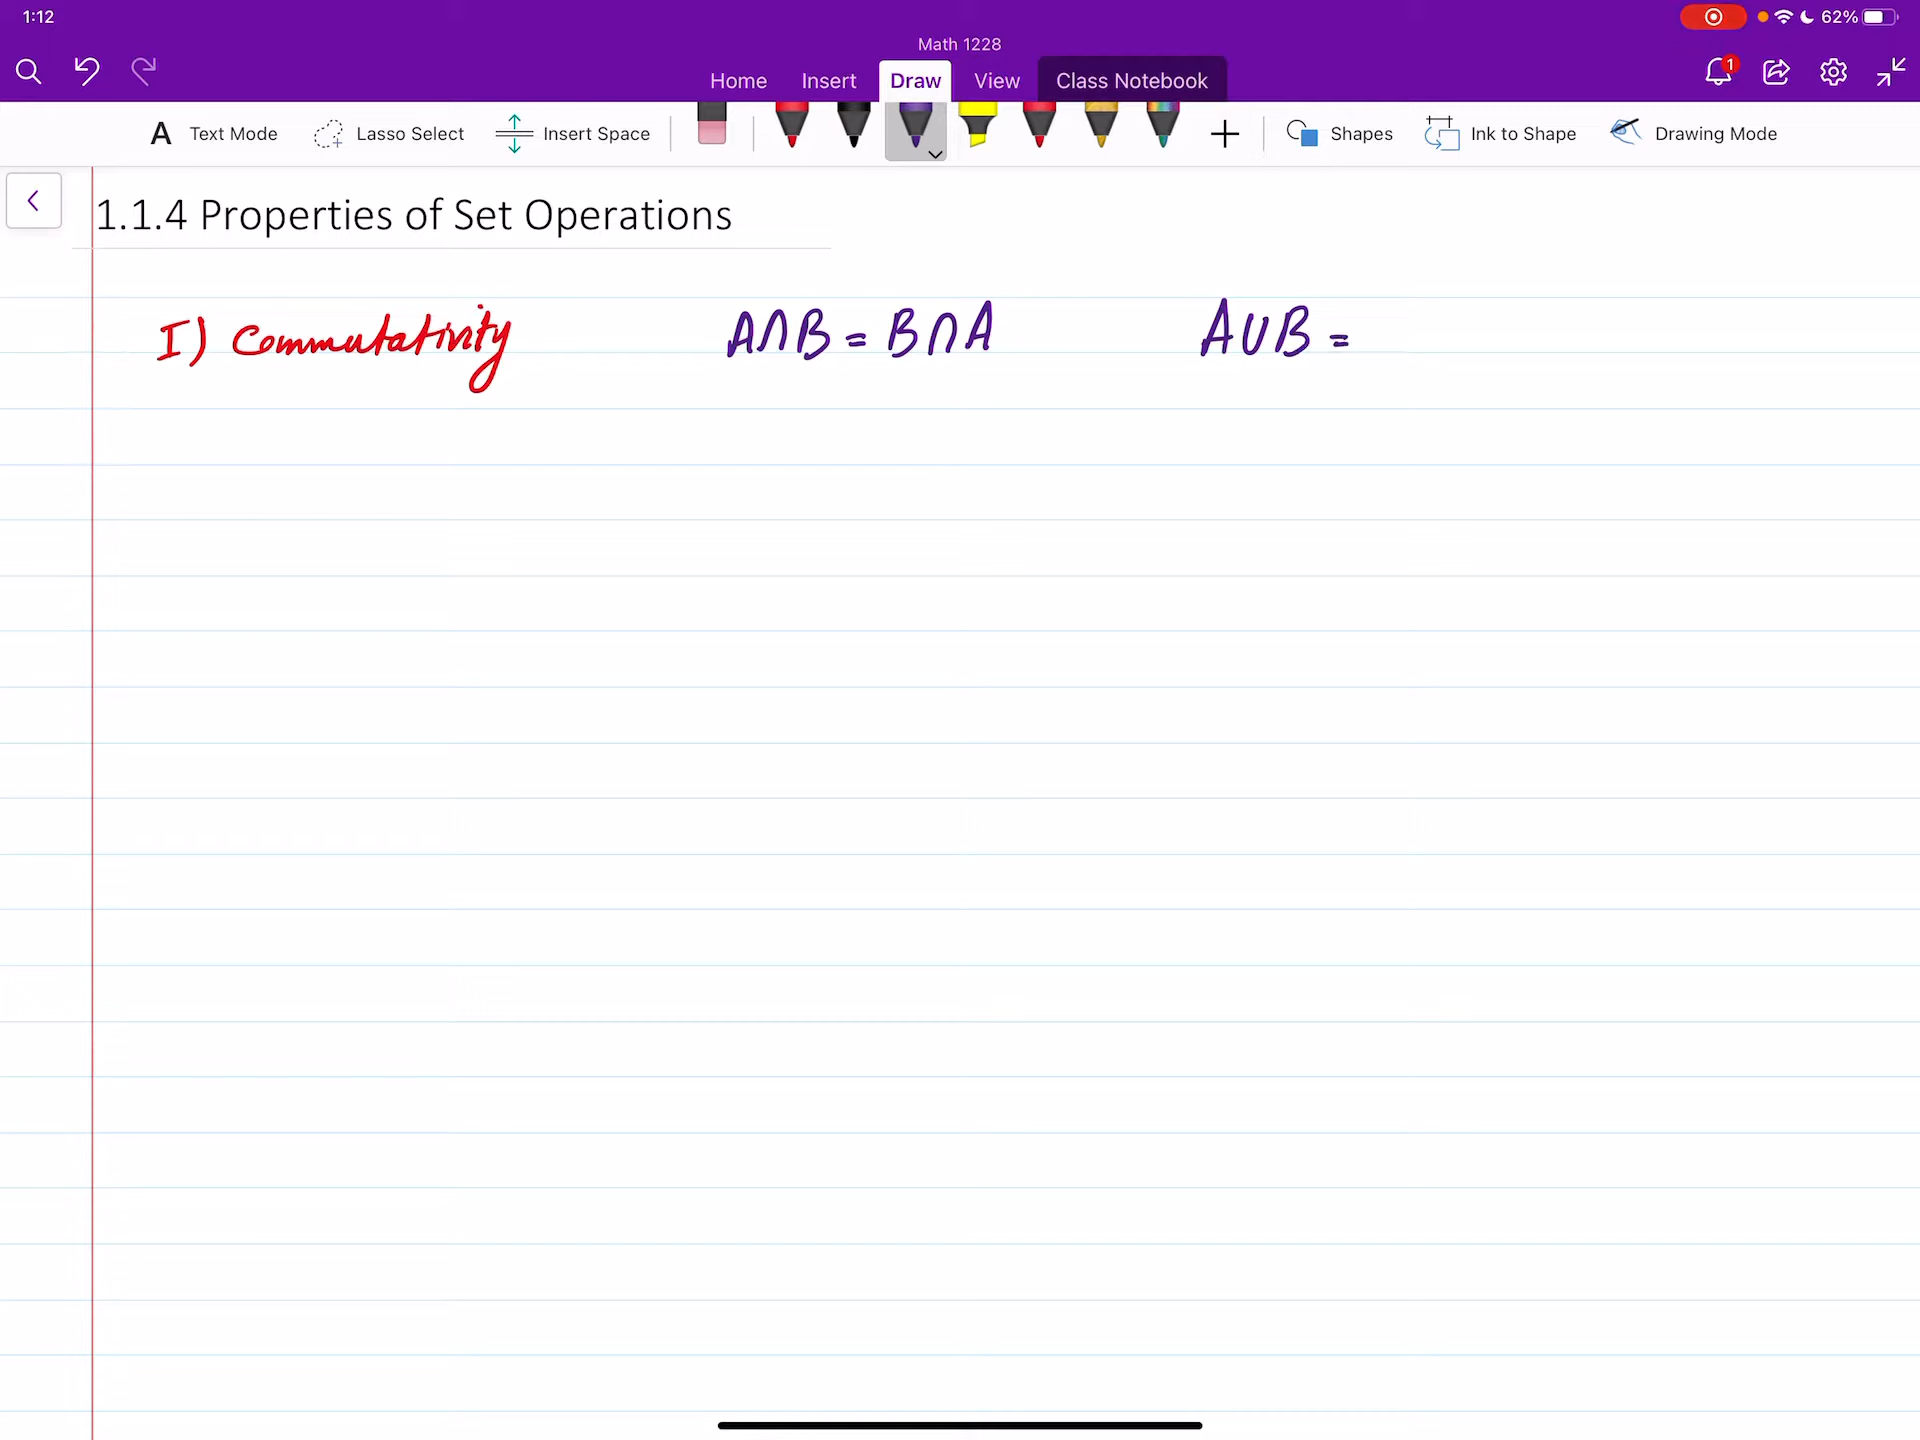 1:12
62%
Math 1228
Home Insert Draw View Class Notebook
1
A Text Mode Lasso Select Insert Space Shapes Ink to Shape Drawing Mode
1.1.4 Properties of Set Operations
I) Commutativity A∩B = B∩A A∪B =